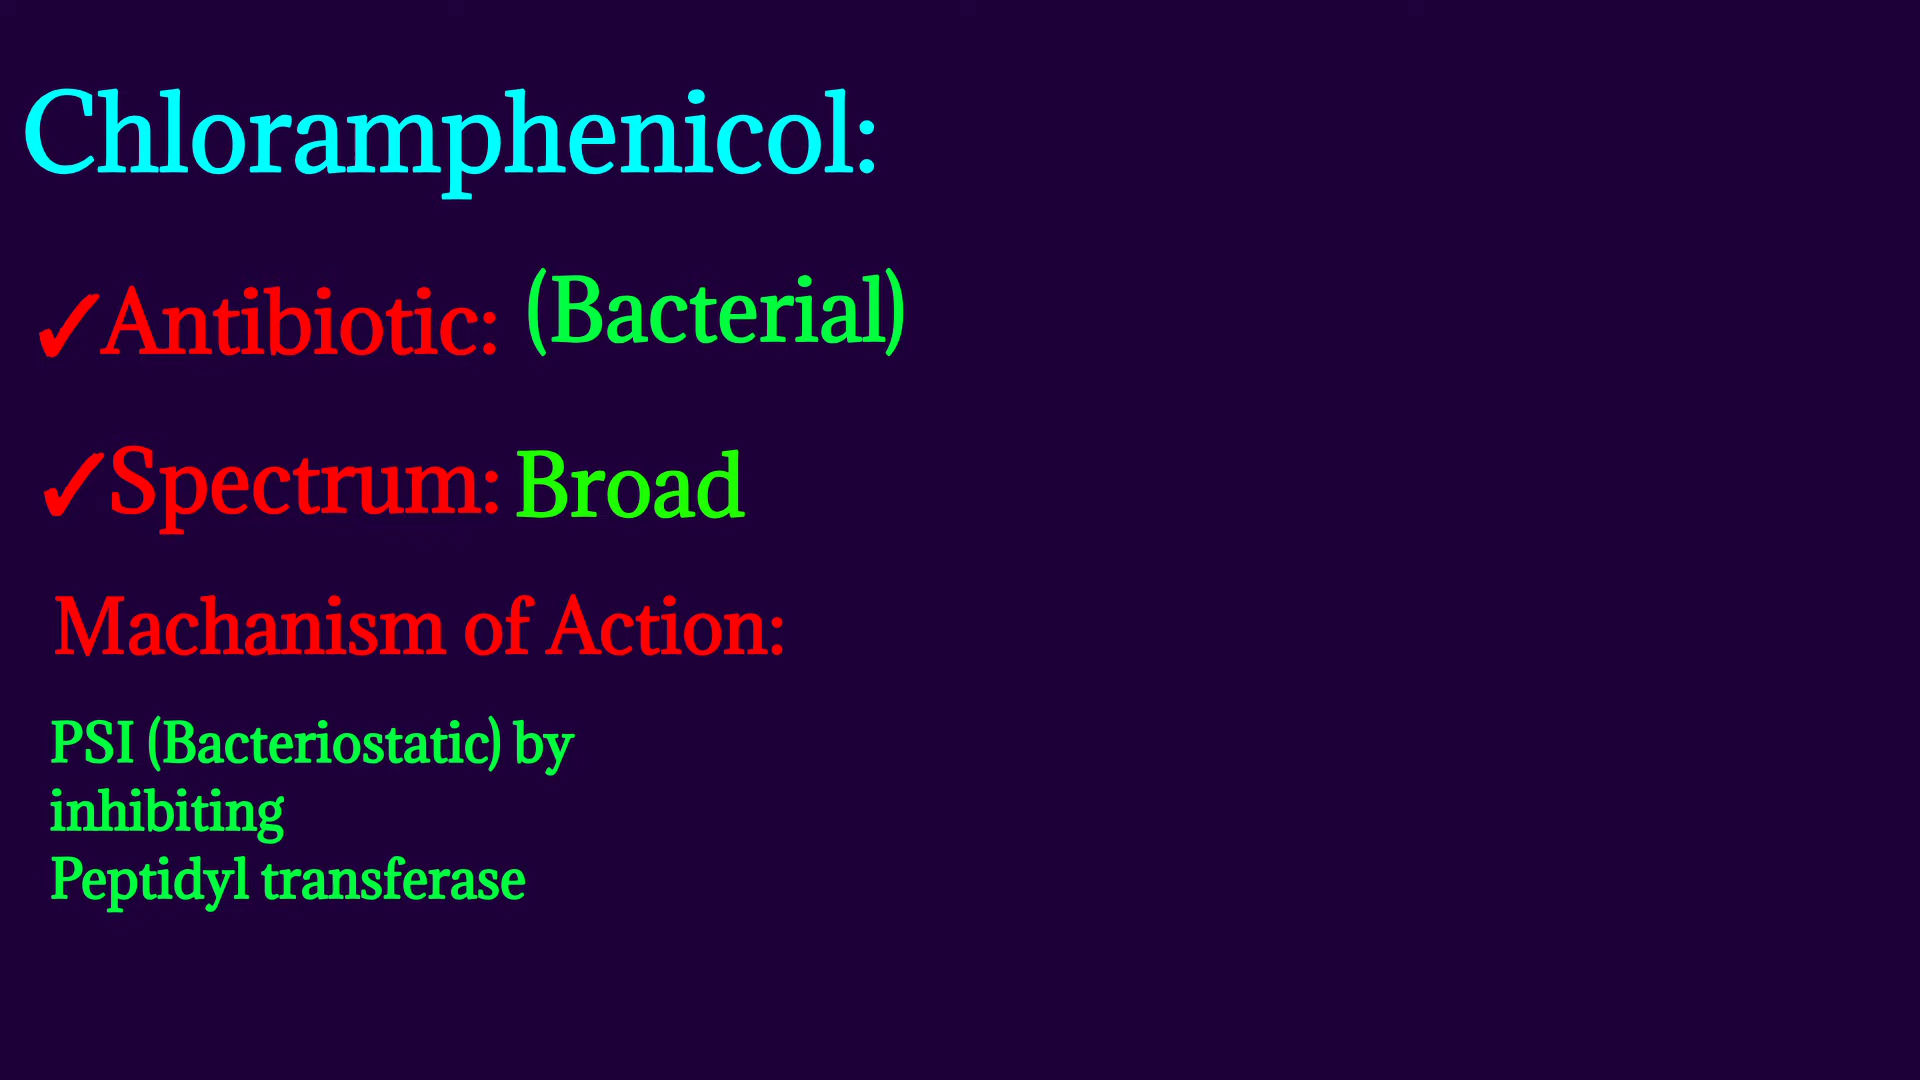 Chloramphenicol:
✓Antibiotic: (Bacterial)
✓Spectrum: Broad
Machanism of Action:
PSI (Bacteriostatic) by
inhibiting
Peptidyl transferase